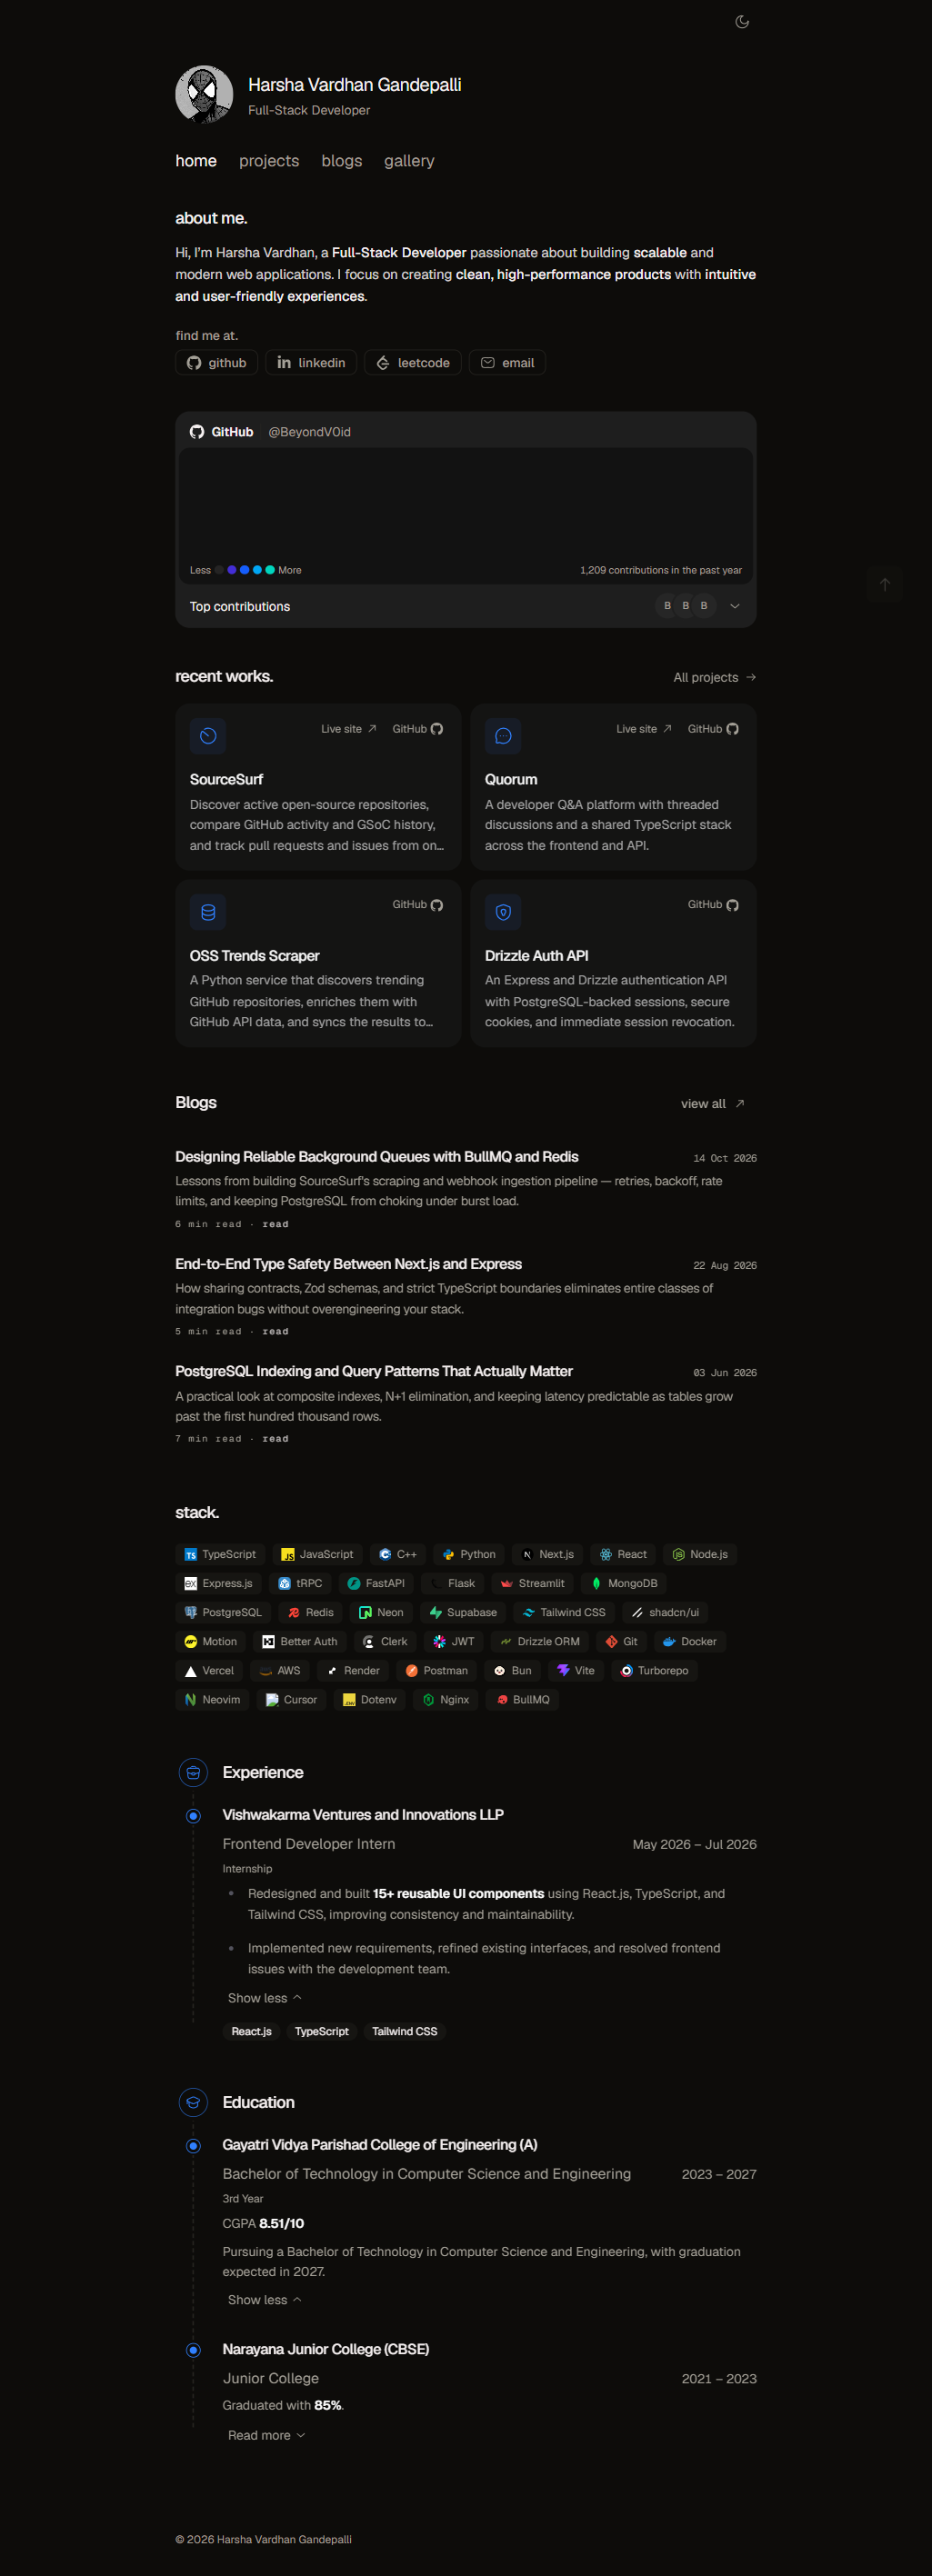 Harsha Vardhan Gandepalli
Full-Stack Developer
home projects blogs gallery
about me.
Hi, I'm Harsha Vardhan, a Full-Stack Developer passionate about building scalable and
modern web applications. I focus on creating clean, high-performance products with intuitive
and user-friendly experiences.
find me at.
github linkedin leetcode email
GitHub @BeyondV0id
Less More 1,209 contributions in the past year
Top contributions B B B
recent works. All projects →
Live site ↗ GitHub
SourceSurf
Discover active open-source repositories,
compare GitHub activity and GSoC history,
and track pull requests and issues from on…
Live site ↗ GitHub
Quorum
A developer Q&A platform with threaded
discussions and a shared TypeScript stack
across the frontend and API.
GitHub
OSS Trends Scraper
A Python service that discovers trending
GitHub repositories, enriches them with
GitHub API data, and syncs the results to…
GitHub
Drizzle Auth API
An Express and Drizzle authentication API
with PostgreSQL-backed sessions, secure
cookies, and immediate session revocation.
Blogs view all ↗
Designing Reliable Background Queues with BullMQ and Redis 14 Oct 2026
Lessons from building SourceSurf's scraping and webhook ingestion pipeline — retries, backoff, rate
limits, and keeping PostgreSQL from choking under burst load.
6 min read · read
End-to-End Type Safety Between Next.js and Express 22 Aug 2026
How sharing contracts, Zod schemas, and strict TypeScript boundaries eliminates entire classes of
integration bugs without overengineering your stack.
5 min read · read
PostgreSQL Indexing and Query Patterns That Actually Matter 03 Jun 2026
A practical look at composite indexes, N+1 elimination, and keeping latency predictable as tables grow
past the first hundred thousand rows.
7 min read · read
stack.
TS TypeScript JS JavaScript C++ Python Next.js React Node.js
ex Express.js tRPC FastAPI Flask Streamlit MongoDB
PostgreSQL Redis Neon Supabase Tailwind CSS shadcn/ui
Motion Better Auth Clerk JWT Drizzle ORM Git Docker
Vercel AWS Render Postman Bun Vite Turborepo
Neovim Cursor Dotenv Nginx BullMQ
Experience
Vishwakarma Ventures and Innovations LLP
Frontend Developer Intern May 2026 – Jul 2026
Internship
• Redesigned and built 15+ reusable UI components using React.js, TypeScript, and
Tailwind CSS, improving consistency and maintainability.
• Implemented new requirements, refined existing interfaces, and resolved frontend
issues with the development team.
Show less
React.js TypeScript Tailwind CSS
Education
Gayatri Vidya Parishad College of Engineering (A)
Bachelor of Technology in Computer Science and Engineering 2023 – 2027
3rd Year
CGPA 8.51/10
Pursuing a Bachelor of Technology in Computer Science and Engineering, with graduation
expected in 2027.
Show less
Narayana Junior College (CBSE)
Junior College 2021 – 2023
Graduated with 85%.
Read more
© 2026 Harsha Vardhan Gandepalli